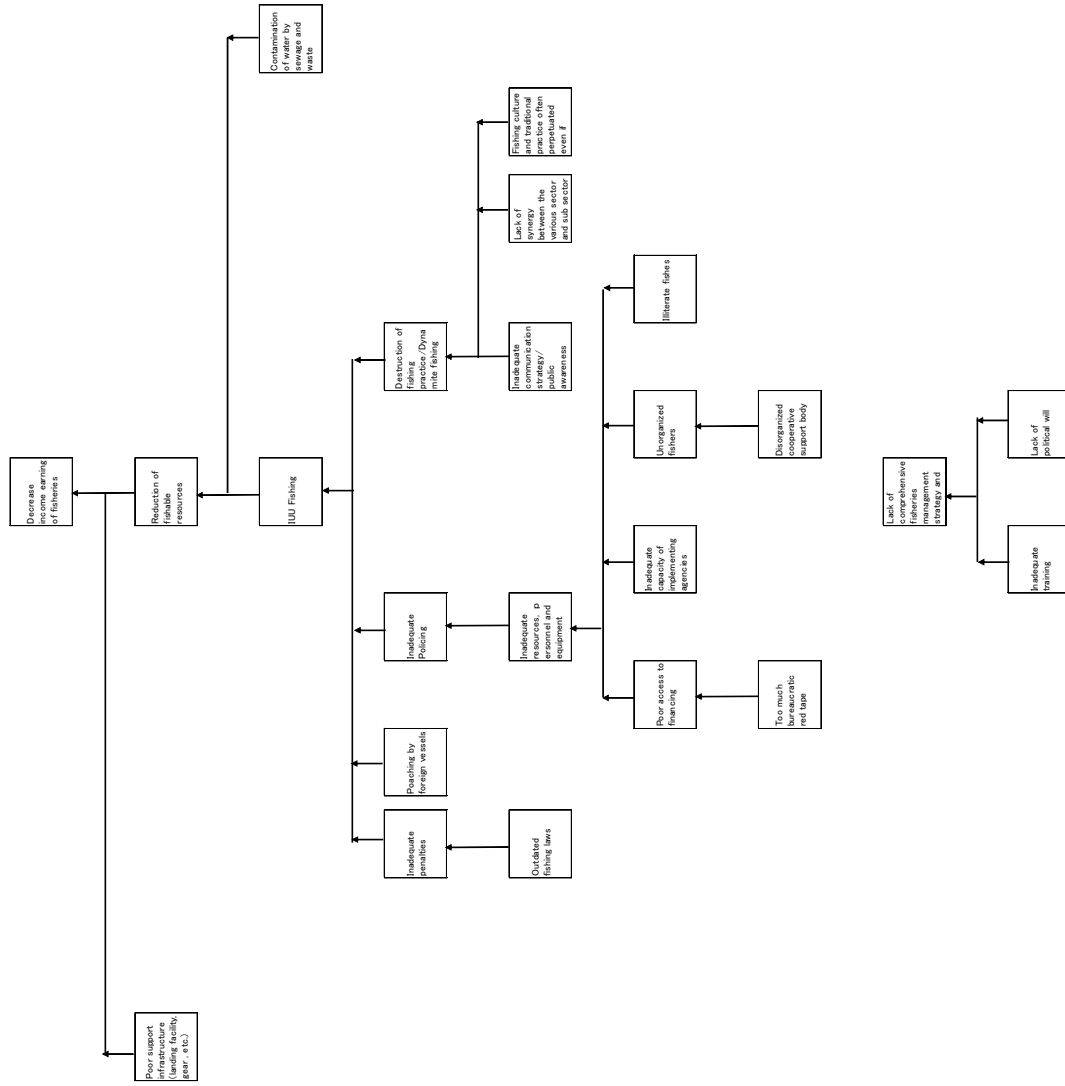 Decrease
income earning
of fisheries
Poor support
infrastructure
(landing facility,
gear , etc.)
Reduction of
fishable
resources
IUU Fishing
Contamination
of water by
sewage and
waste
Inadequate
penalties
Poaching by
foreign vessels
Inadequate
Policing
Destruction of
fishing
practice/Dyna
mite fishing
Outdated
fishing laws
Inadequate
resources, p
ersonnel and
equipment
Inadequate
communication
strategy/
public
awareness
Lack of
synergy
between the
various sector
and sub sector
Fishing culture
and traditional
practice often
perpetuated
even if
Poor access to
financing
Inadequate
capacity of
implementing
agencies
Unorganized
fishers
Illiterate fishes
Too much
bureaucratic
red tape
Disorganized
cooperative
support body
Lack of
comprehensive
fisheries
management
strategy and
Inadequate
training
Lack of
political will